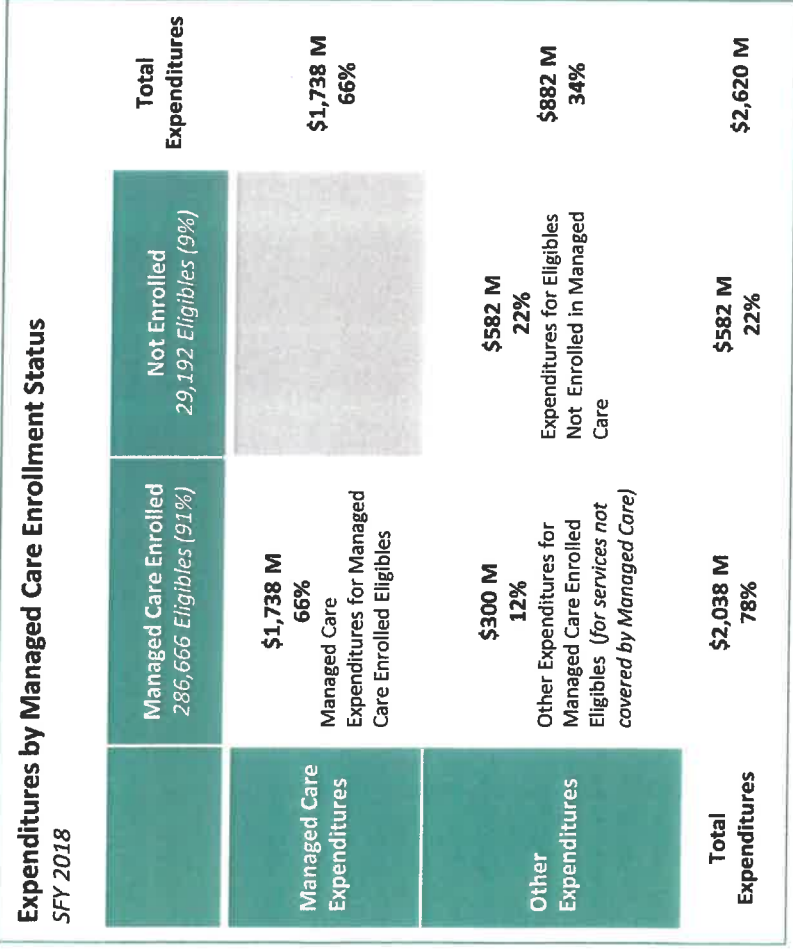 Expenditures by Managed Care Enrollment Status
SFY 2018
Managed Care Enrolled
286,666 Eligibles (91%)
Not Enrolled
29,192 Eligibles (9%)
Total
Expenditures
Managed Care
Expenditures
$1,738 M
66%
Managed Care
Expenditures for Managed
Care Enrolled Eligibles
$1,738 M
66%
Other
Expenditures
$300 M
12%
Other Expenditures for
Managed Care Enrolled
Eligibles (for services not
covered by Managed Care)
$582 M
22%
Expenditures for Eligibles
Not Enrolled in Managed
Care
$882 M
34%
Total
Expenditures
$2,038 M
78%
$582 M
22%
$2,620 M